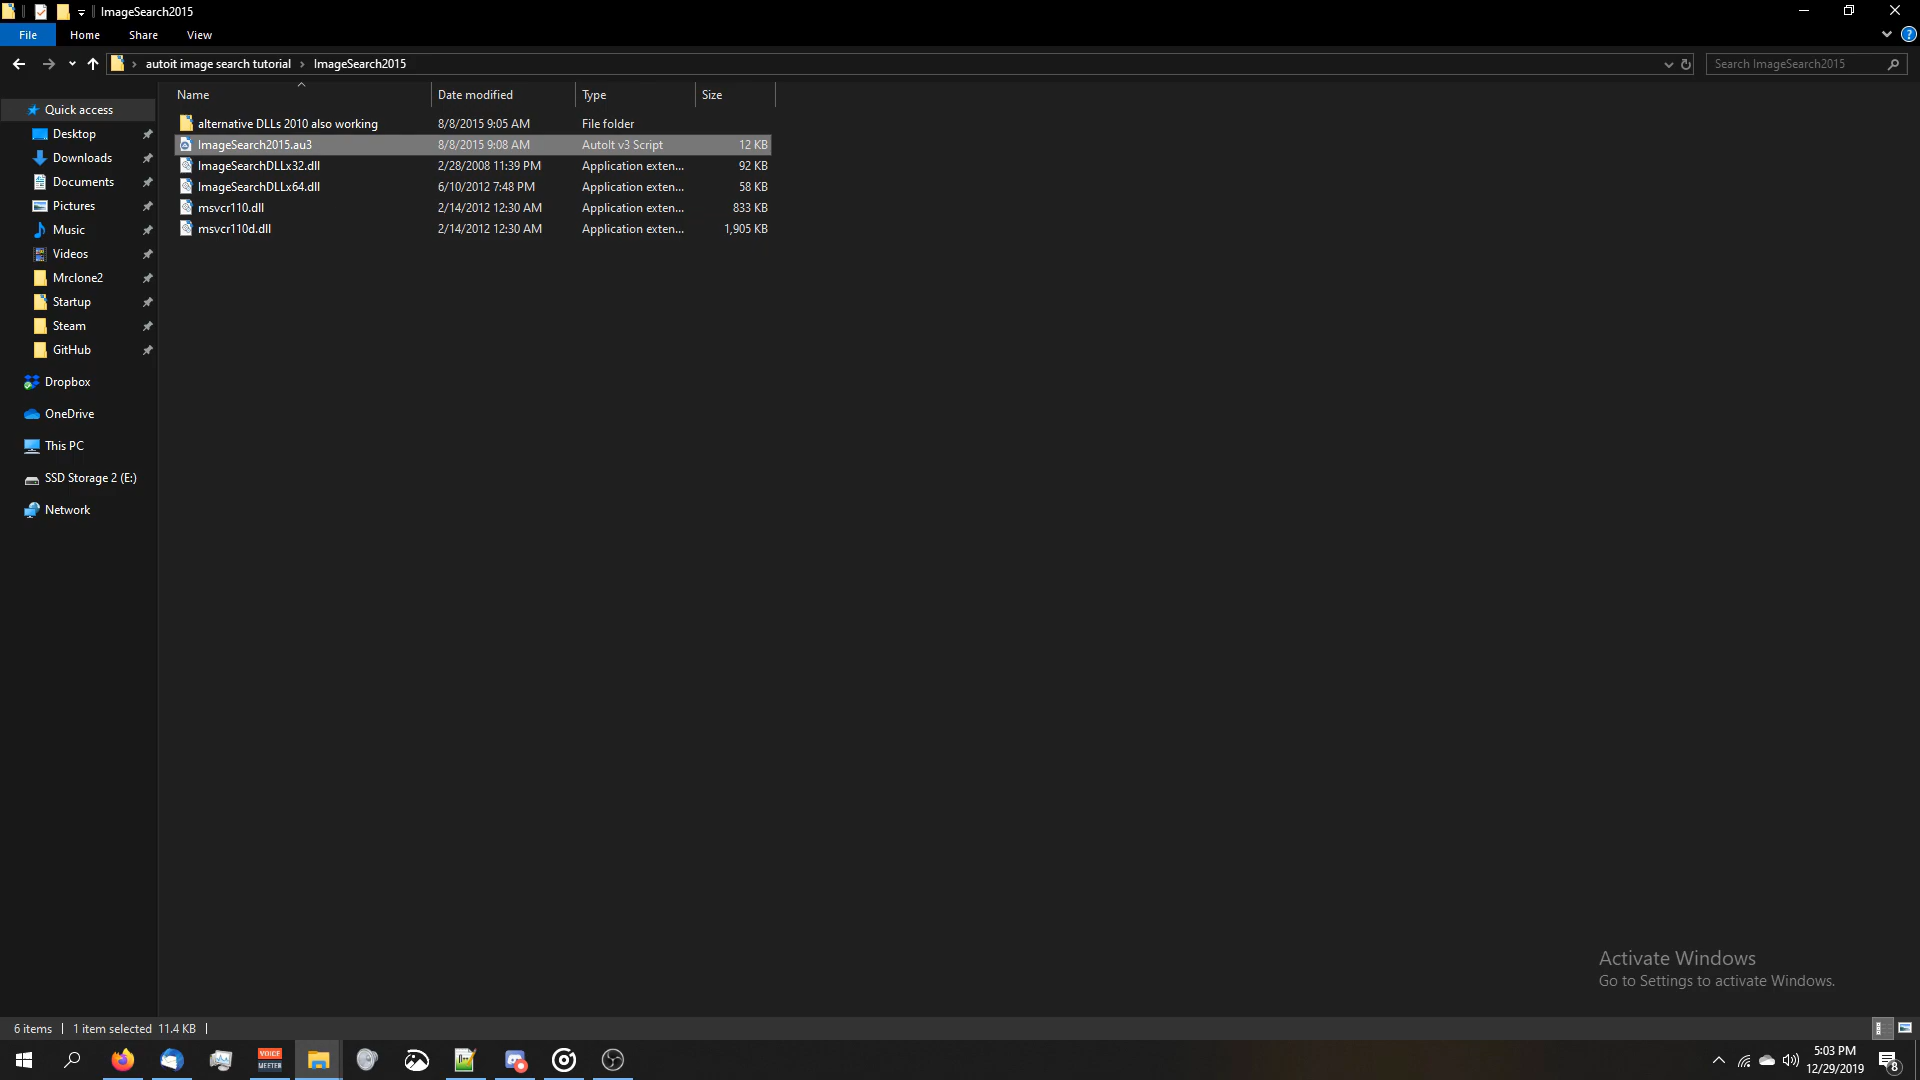 ImageSearch2015
File Home Share View
autoit image search tutorial ImageSearch2015 Search ImageSearch2015
Name Date modified Type Size
alternative DLLs 2010 also working 8/8/2015 9:05 AM File folder
ImageSearch2015.au3 8/8/2015 9:08 AM AutoIt v3 Script 12 KB
ImageSearchDLLx32.dll 2/28/2008 11:39 PM Application exten... 92 KB
ImageSearchDLLx64.dll 6/10/2012 7:48 PM Application exten... 58 KB
msvcr110.dll 2/14/2012 12:30 AM Application exten... 833 KB
msvcr110d.dll 2/14/2012 12:30 AM Application exten... 1,905 KB
Quick access
Desktop
Downloads
Documents
Pictures
Music
Videos
Mrclone2
Startup
Steam
GitHub
Dropbox
OneDrive
This PC
SSD Storage 2 (E:)
Network
Activate Windows
Go to Settings to activate Windows.
6 items 1 item selected 11.4 KB
VOICE
MEETER
5:03 PM
12/29/2019
8